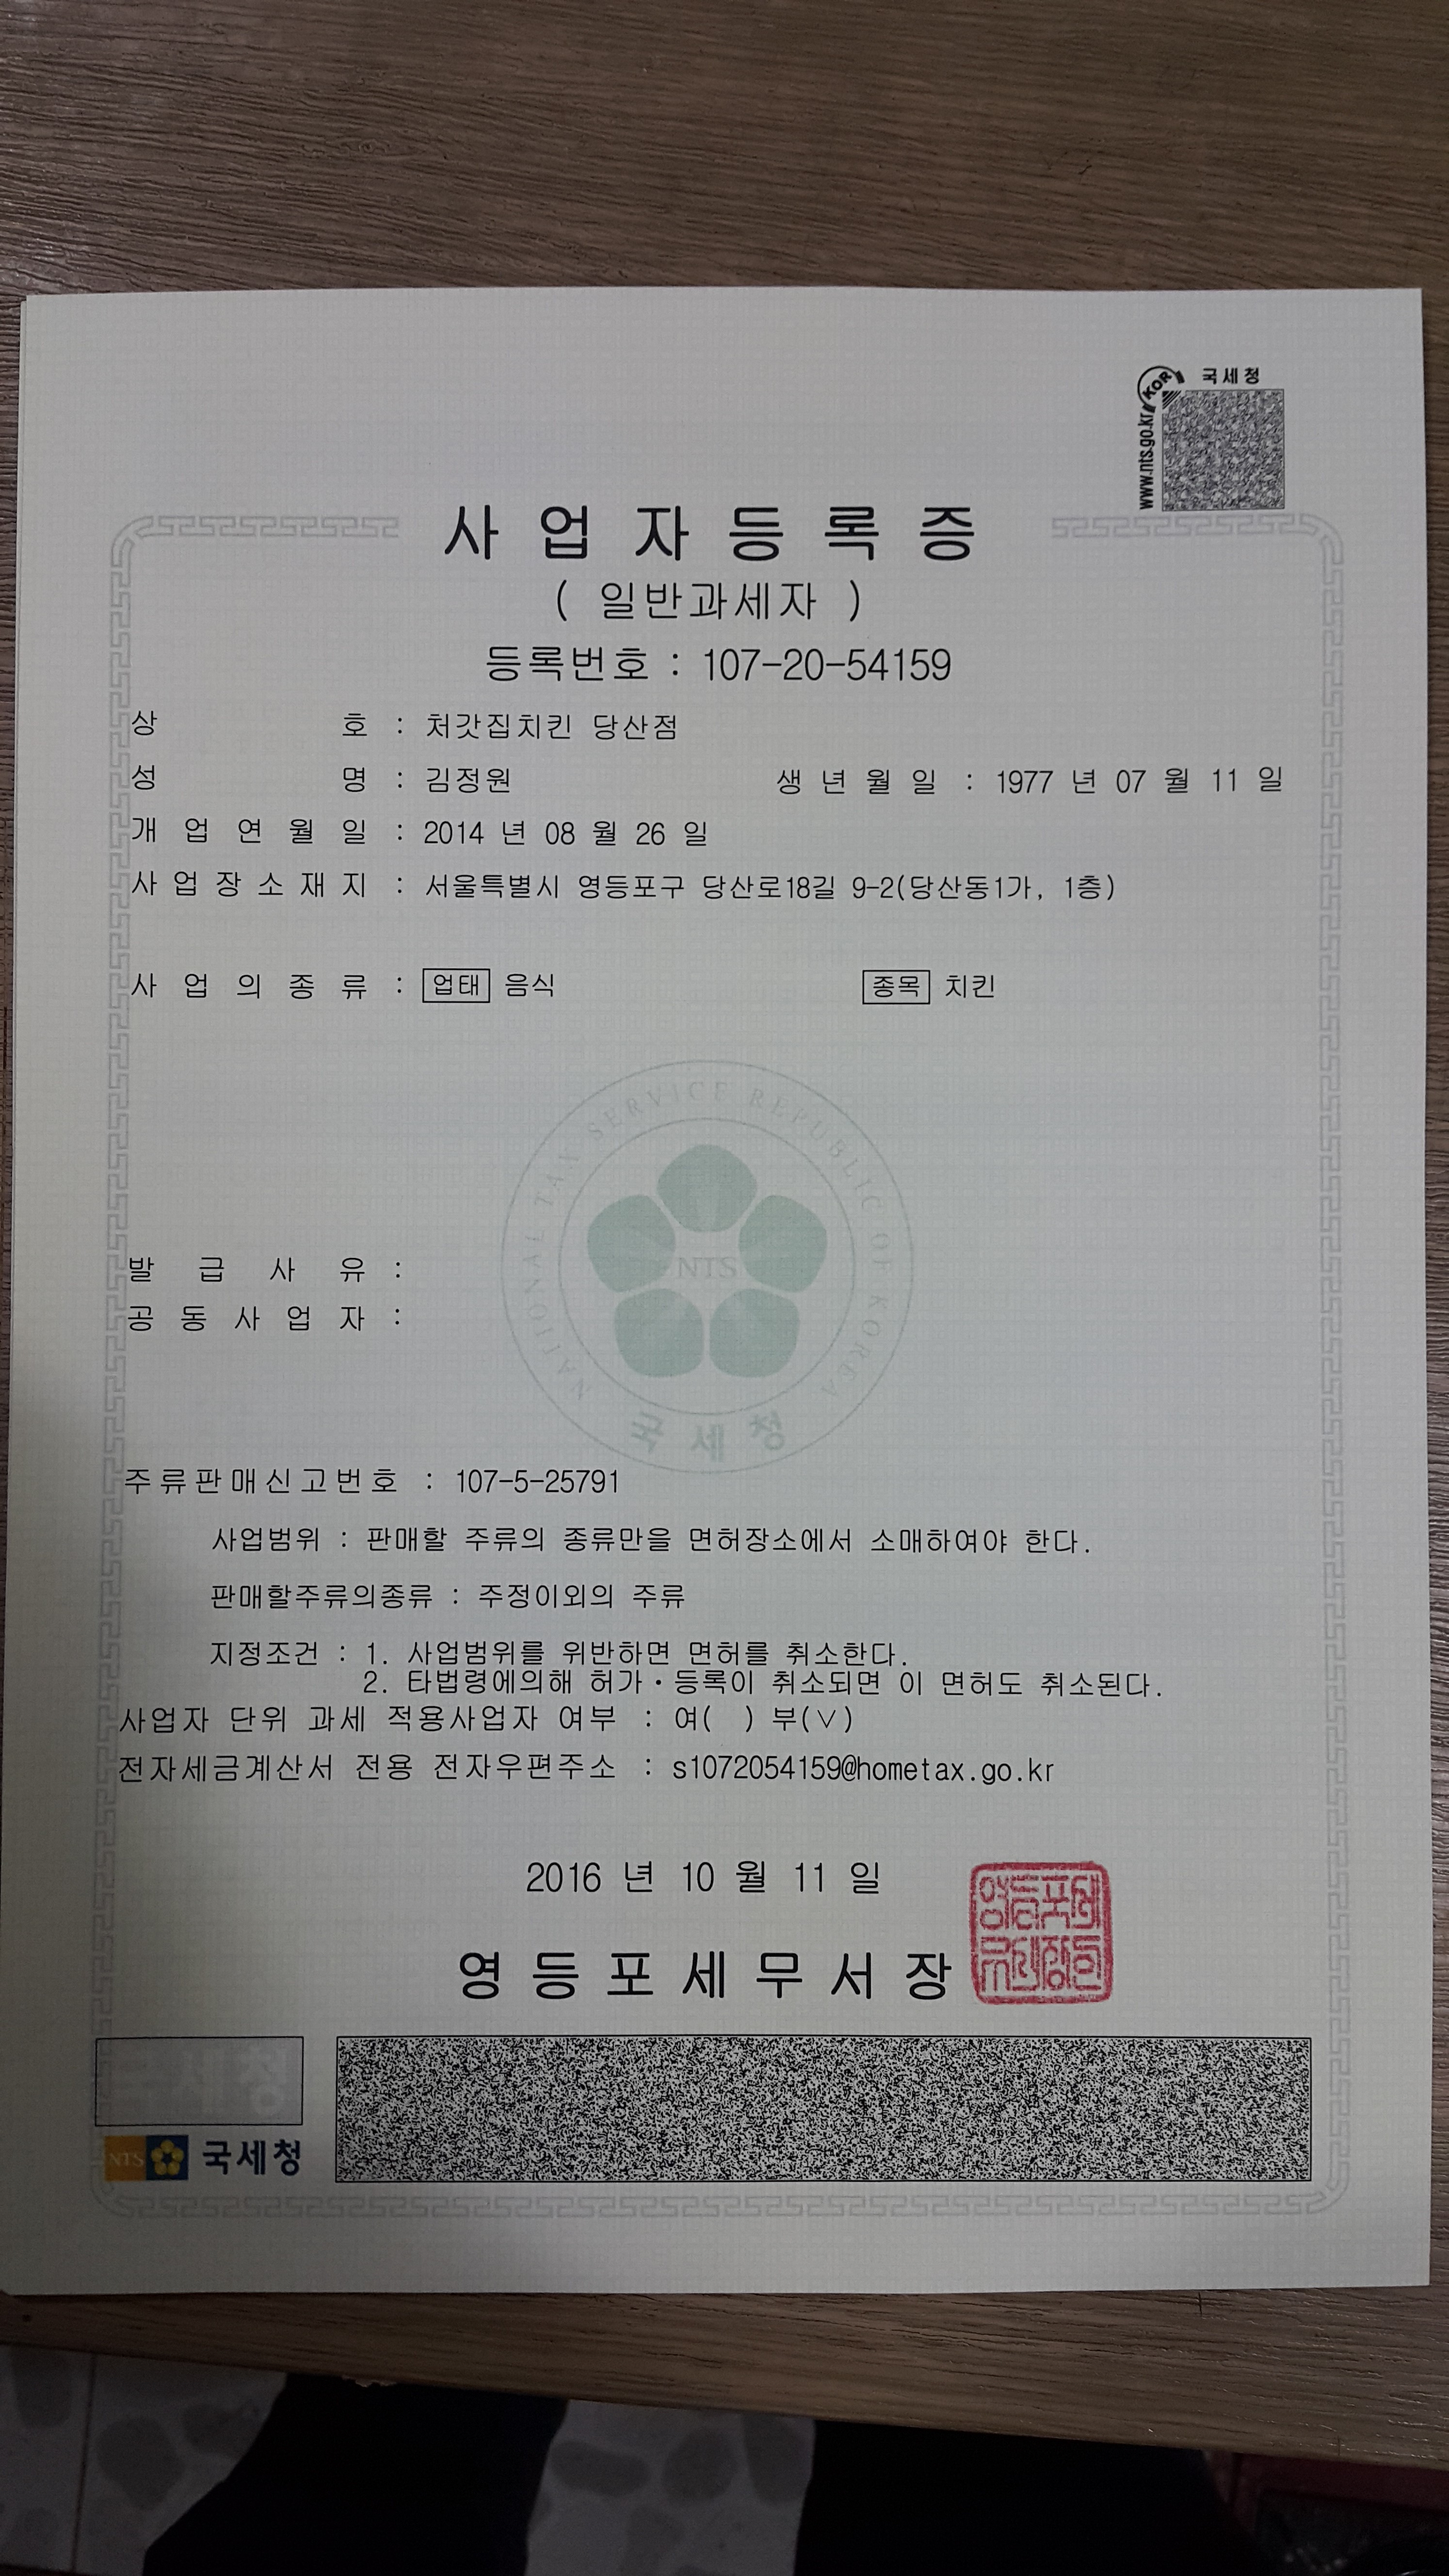 국세청
www.nts.go.kr
KOR
사업자등록증
( 일반과세자 )
등록번호 : 107-20-54159
상 호 : 처갓집치킨 당산점
성 명 : 김정원 생년월일 : 1977 년 07 월 11 일
개업연월일 : 2014 년 08 월 26 일
사업장소재지 : 서울특별시 영등포구 당산로18길 9-2(당산동1가, 1층)
사업의종류 : 업태 음식 종목 치킨
NATIONAL TAX SERVICE REPUBLIC OF KOREA
NTS
국세청
발급사유 :
공동사업자 :
주류판매신고번호 : 107-5-25791
사업범위 : 판매할 주류의 종류만을 면허장소에서 소매하여야 한다.
판매할주류의종류 : 주정이외의 주류
지정조건 : 1. 사업범위를 위반하면 면허를 취소한다.
2. 타법령에의해 허가·등록이 취소되면 이 면허도 취소된다.
사업자 단위 과세 적용사업자 여부 : 여( ) 부(∨)
전자세금계산서 전용 전자우편주소 : s1072054159@hometax.go.kr
2016 년 10 월 11 일
영등포세무서장
국세청
NTS 국세청